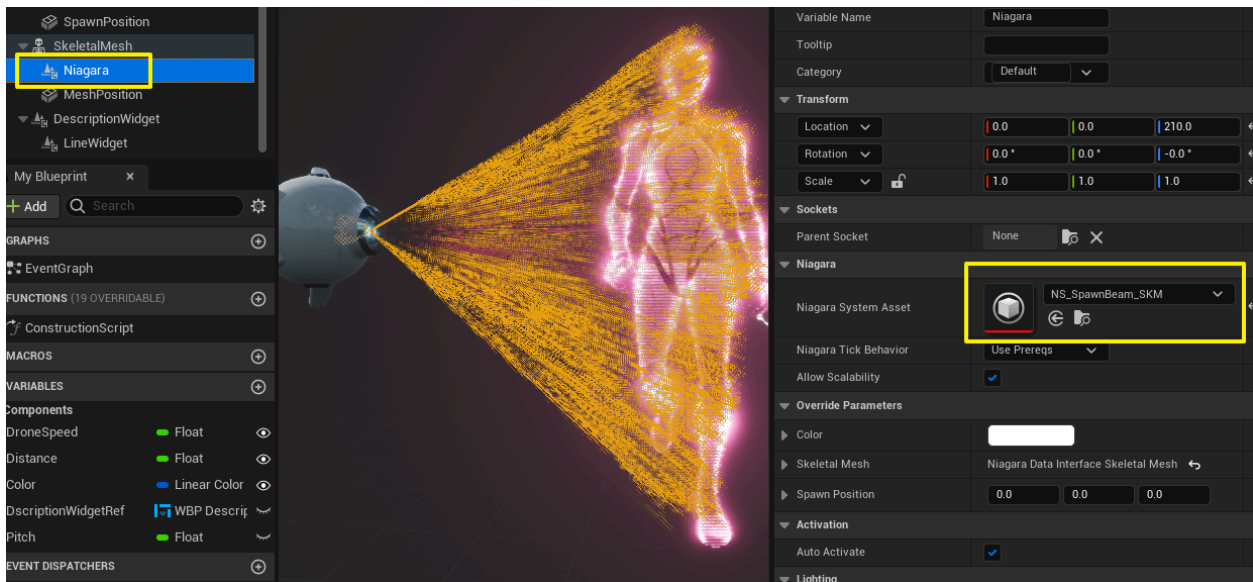 SpawnPosition
SkeletalMesh
Niagara
MeshPosition
DescriptionWidget
LineWidget
My Blueprint
Add Search
GRAPHS
EventGraph
FUNCTIONS (19 OVERRIDABLE)
ConstructionScript
MACROS
VARIABLES
Components
DroneSpeed Float
Distance Float
Color Linear Color
DscriptionWidgetRef WBP Descrip
Pitch Float
EVENT DISPATCHERS
Variable Name Niagara
Tooltip
Category Default
Transform
Location 0.0 0.0 210.0
Rotation 0.0 ° 0.0 ° -0.0 °
Scale 1.0 1.0 1.0
Sockets
Parent Socket None
Niagara
Niagara System Asset NS_SpawnBeam_SKM
Niagara Tick Behavior Use Prereqs
Allow Scalability
Override Parameters
Color
Skeletal Mesh Niagara Data Interface Skeletal Mesh
Spawn Position 0.0 0.0 0.0
Activation
Auto Activate
Lighting